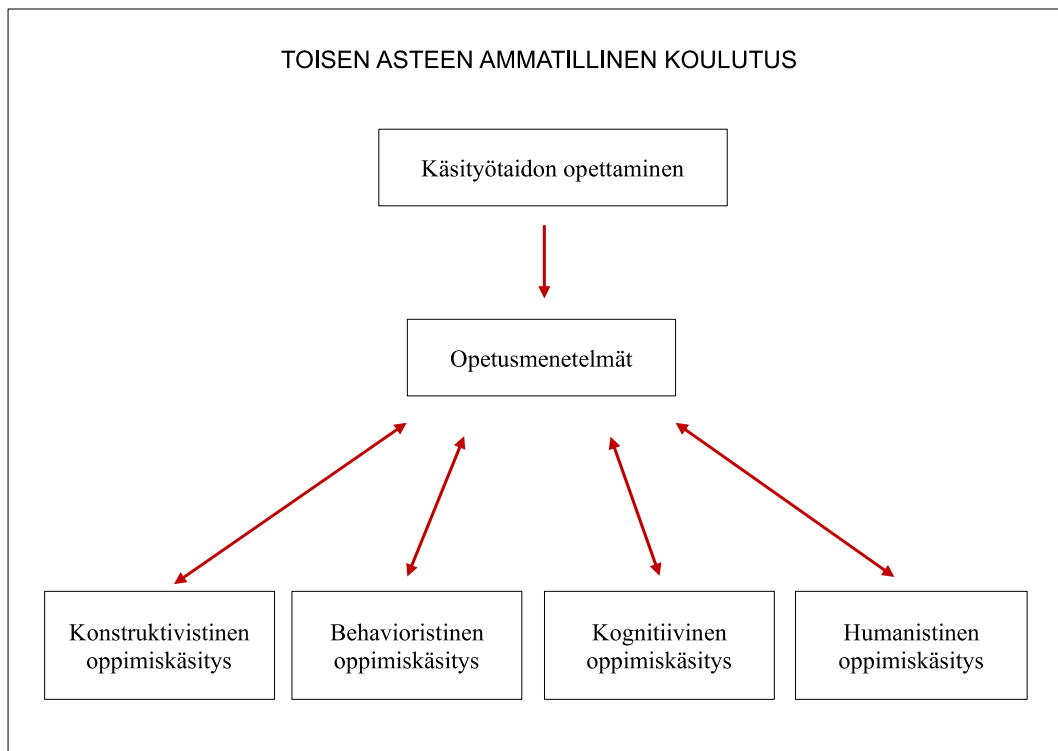 TOISEN ASTEEN AMMATILLINEN KOULUTUS
Käsityötaidon opettaminen
Opetusmenetelmät
Konstruktivistinen
oppimiskäsitys
Behavioristinen
oppimiskäsitys
Kognitiivinen
oppimiskäsitys
Humanistinen
oppimiskäsitys